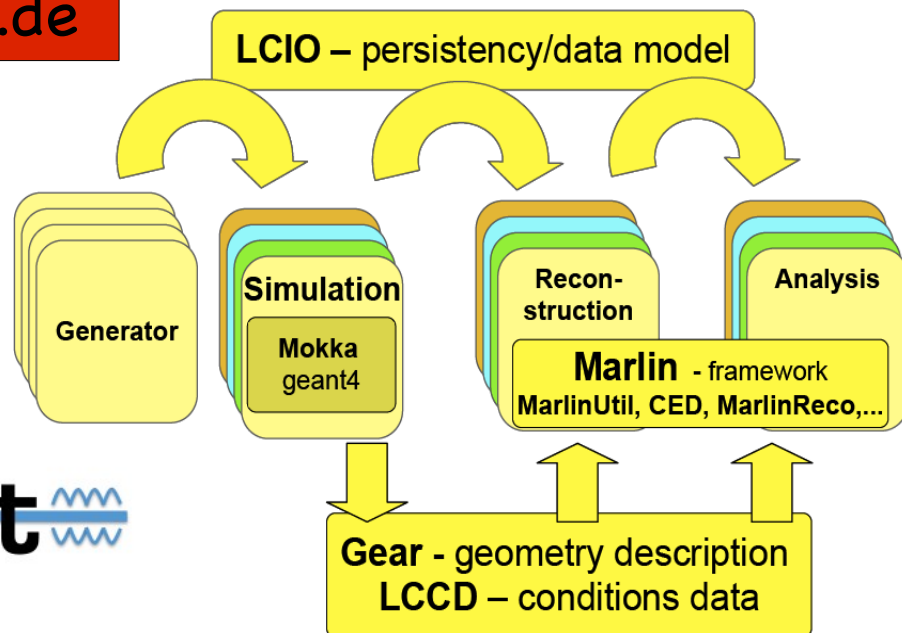 .de
LCIO – persistency/data model
Generator
Simulation
Mokka
geant4
Recon-
struction
Analysis
Marlin - framework
MarlinUtil, CED, MarlinReco,...
t
Gear - geometry description
LCCD – conditions data